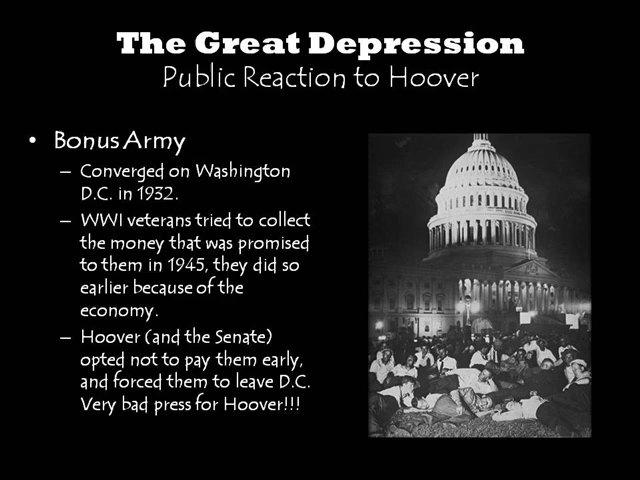 The Great Depression
Public Reaction to Hoover
• Bonus Army
– Converged on Washington
D.C. in 1932.
– WWI veterans tried to collect
the money that was promised
to them in 1945, they did so
earlier because of the
economy.
– Hoover (and the Senate)
opted not to pay them early,
and forced them to leave D.C.
Very bad press for Hoover!!!